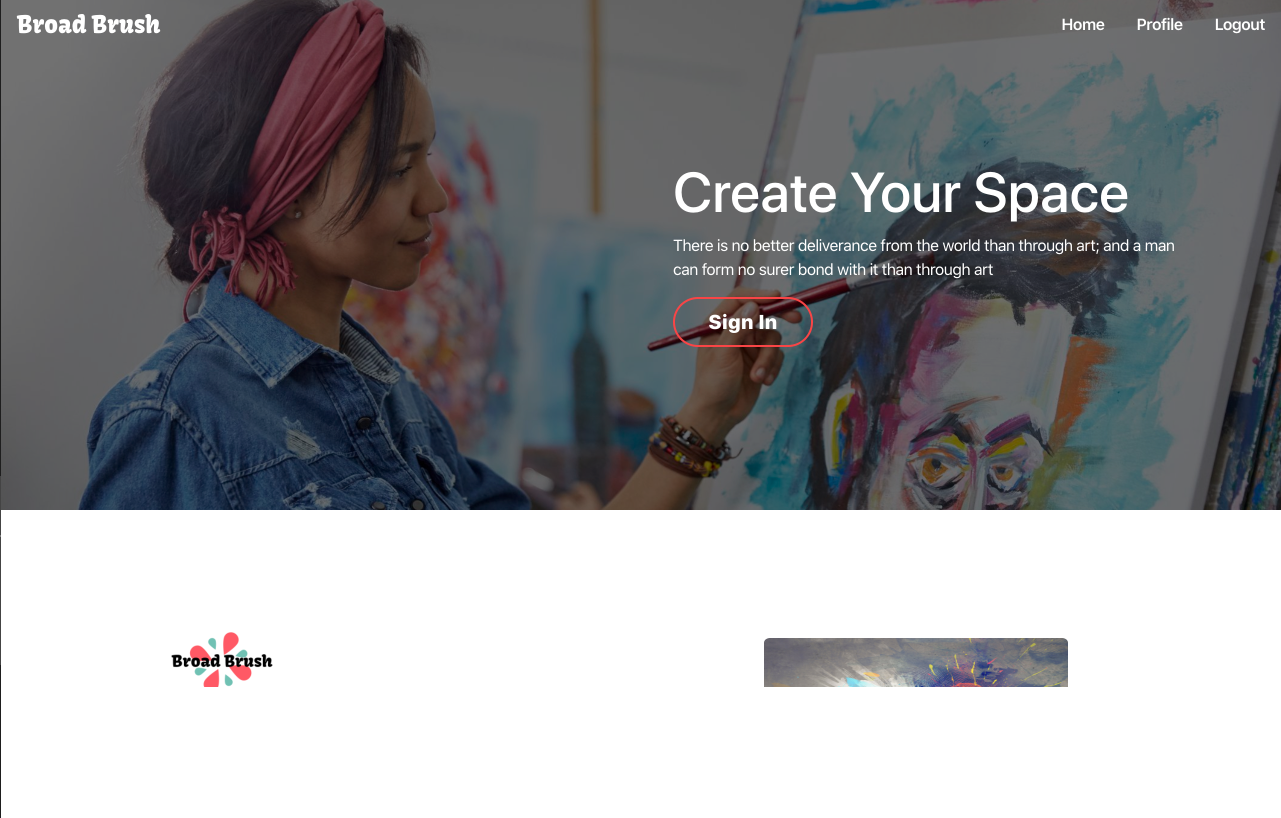 Broad Brush
Home Profile Logout
Create Your Space
There is no better deliverance from the world than through art; and a man
can form no surer bond with it than through art
Sign In
Broad Brush